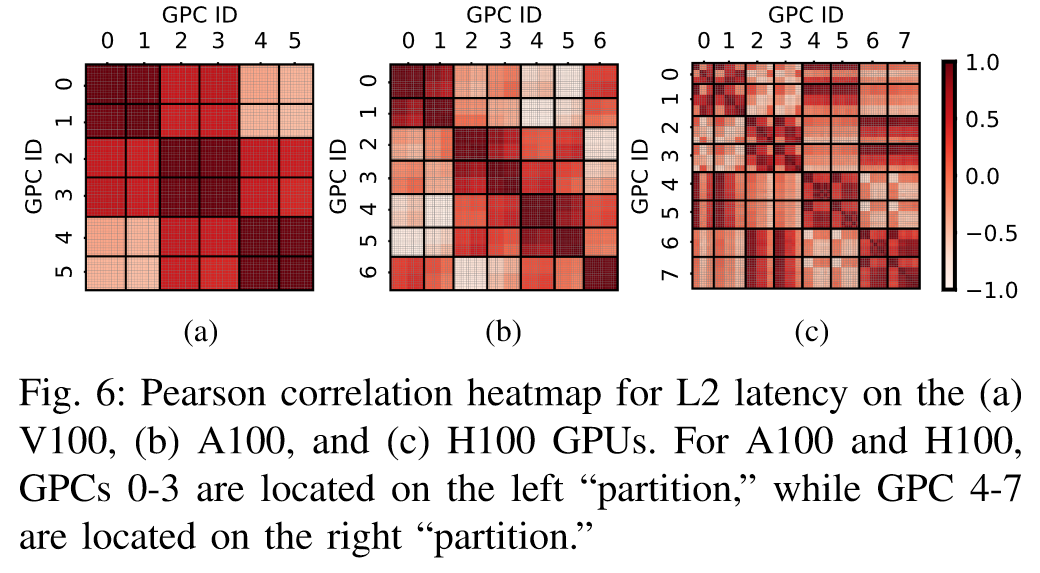 GPC ID
0 1 2 3 4 5
GPC ID
0
1
2
3
4
5
(a)
GPC ID
0 1 2 3 4 5 6
GPC ID
0
1
2
3
4
5
6
(b)
GPC ID
0 1 2 3 4 5 6 7
GPC ID
0
1
2
3
4
5
6
7
(c)
1.0
0.5
0.0
−0.5
−1.0
Fig. 6: Pearson correlation heatmap for L2 latency on the (a)
V100, (b) A100, and (c) H100 GPUs. For A100 and H100,
GPCs 0-3 are located on the left “partition,” while GPC 4-7
are located on the right “partition.”